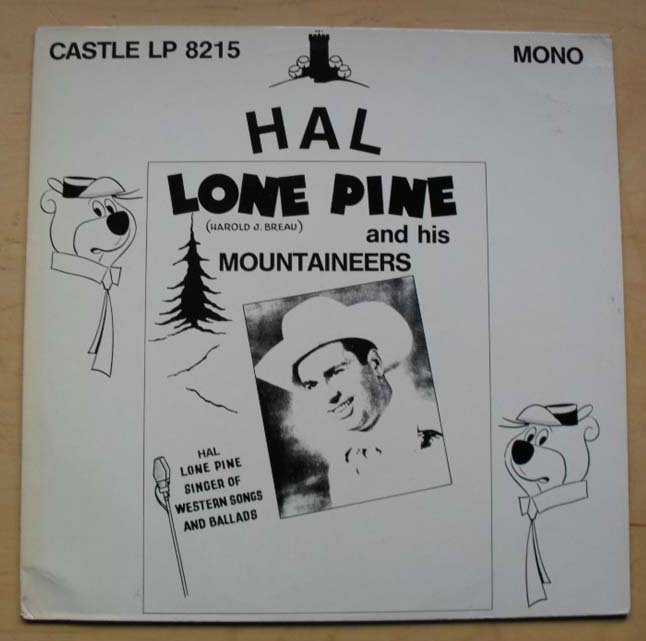 CASTLE LP 8215
MONO
HAL
LONE PINE
(HAROLD J. BREAU)
and his
MOUNTAINEERS
HAL
LONE PINE
SINGER OF
WESTERN SONGS
AND BALLADS